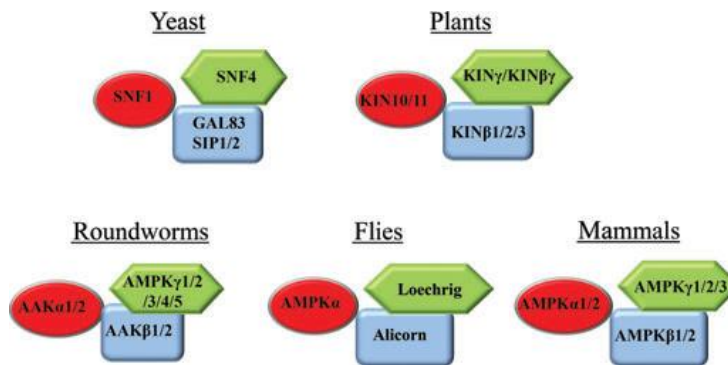 Yeast
Plants
SNF1
SNF4
GAL83
SIP1/2
KIN10/11
KINγ/KINβγ
KINβ1/2/3
Roundworms
Flies
Mammals
AAKα1/2
AMPKγ1/2
/3/4/5
AAKβ1/2
AMPKα
Loechrig
Alicorn
AMPKα1/2
AMPKγ1/2/3
AMPKβ1/2